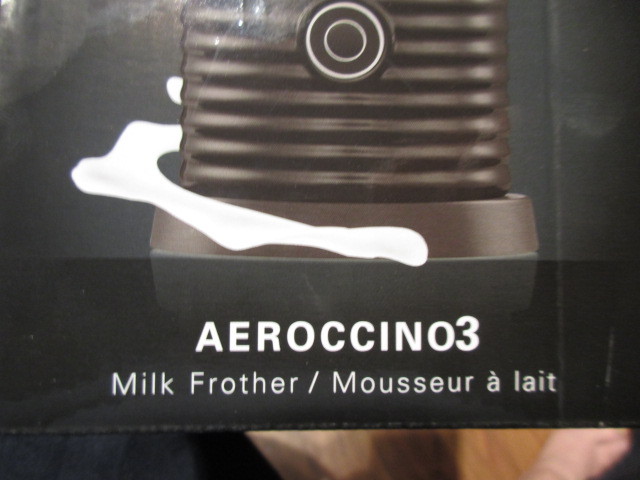 AEROCCINO3
Milk Frother / Mousseur à lait